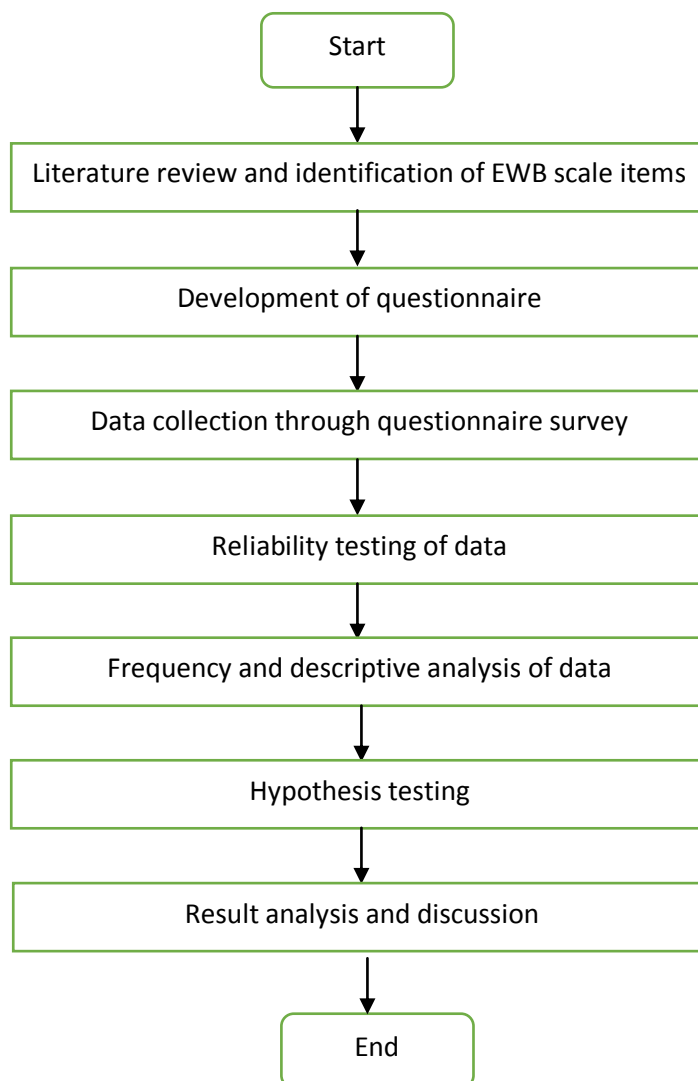 Start
Literature review and identification of EWB scale items
Development of questionnaire
Data collection through questionnaire survey
Reliability testing of data
Frequency and descriptive analysis of data
Hypothesis testing
Result analysis and discussion
End